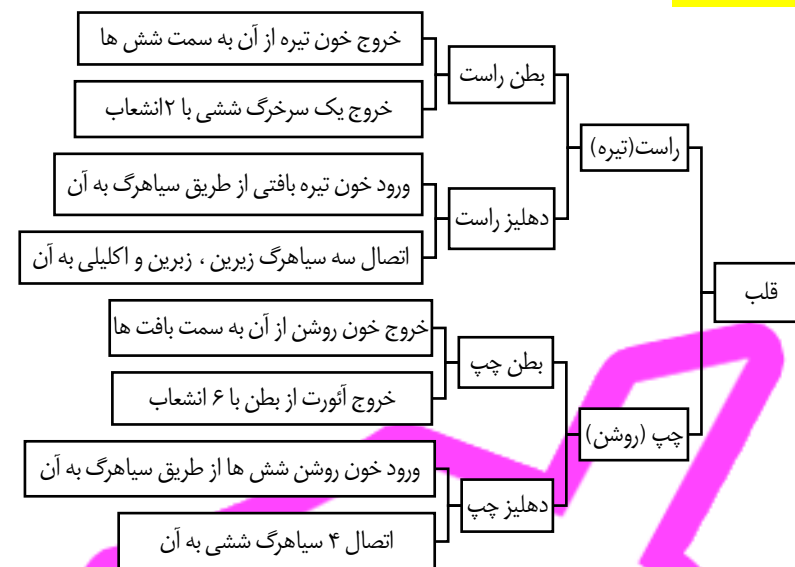 قلب
راست(تیره)
بطن راست
خروج خون تیره از آن به سمت شش ها
خروج یک سرخرگ ششی با ۲انشعاب
دهلیز راست
ورود خون تیره بافتی از طریق سیاهرگ به آن
اتصال سه سیاهرگ زیرین ، زبرین و اکلیلی به آن
چپ (روشن)
بطن چپ
خروج خون روشن از آن به سمت بافت ها
خروج آئورت از بطن با ۶ انشعاب
دهلیز چپ
ورود خون روشن شش ها از طریق سیاهرگ به آن
اتصال ۴ سیاهرگ ششی به آن